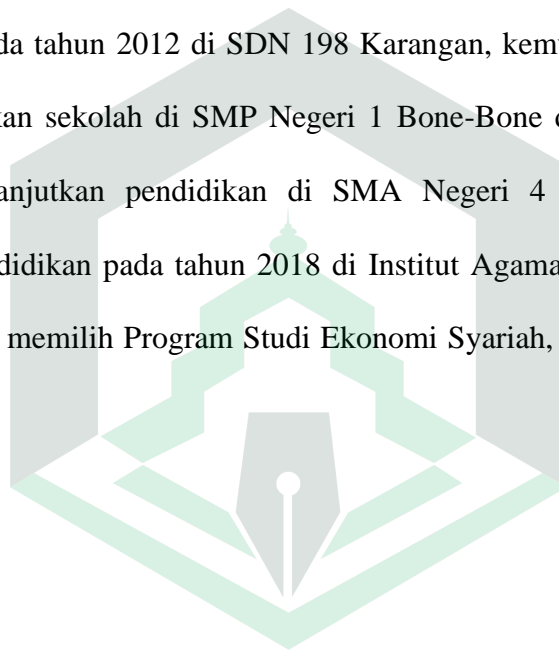 da tahun 2012 di SDN 198 Karangan, kem
kan sekolah di SMP Negeri 1 Bone-Bone
anjutkan pendidikan di SMA Negeri 4
didikan pada tahun 2018 di Institut Agama
memilih Program Studi Ekonomi Syariah,